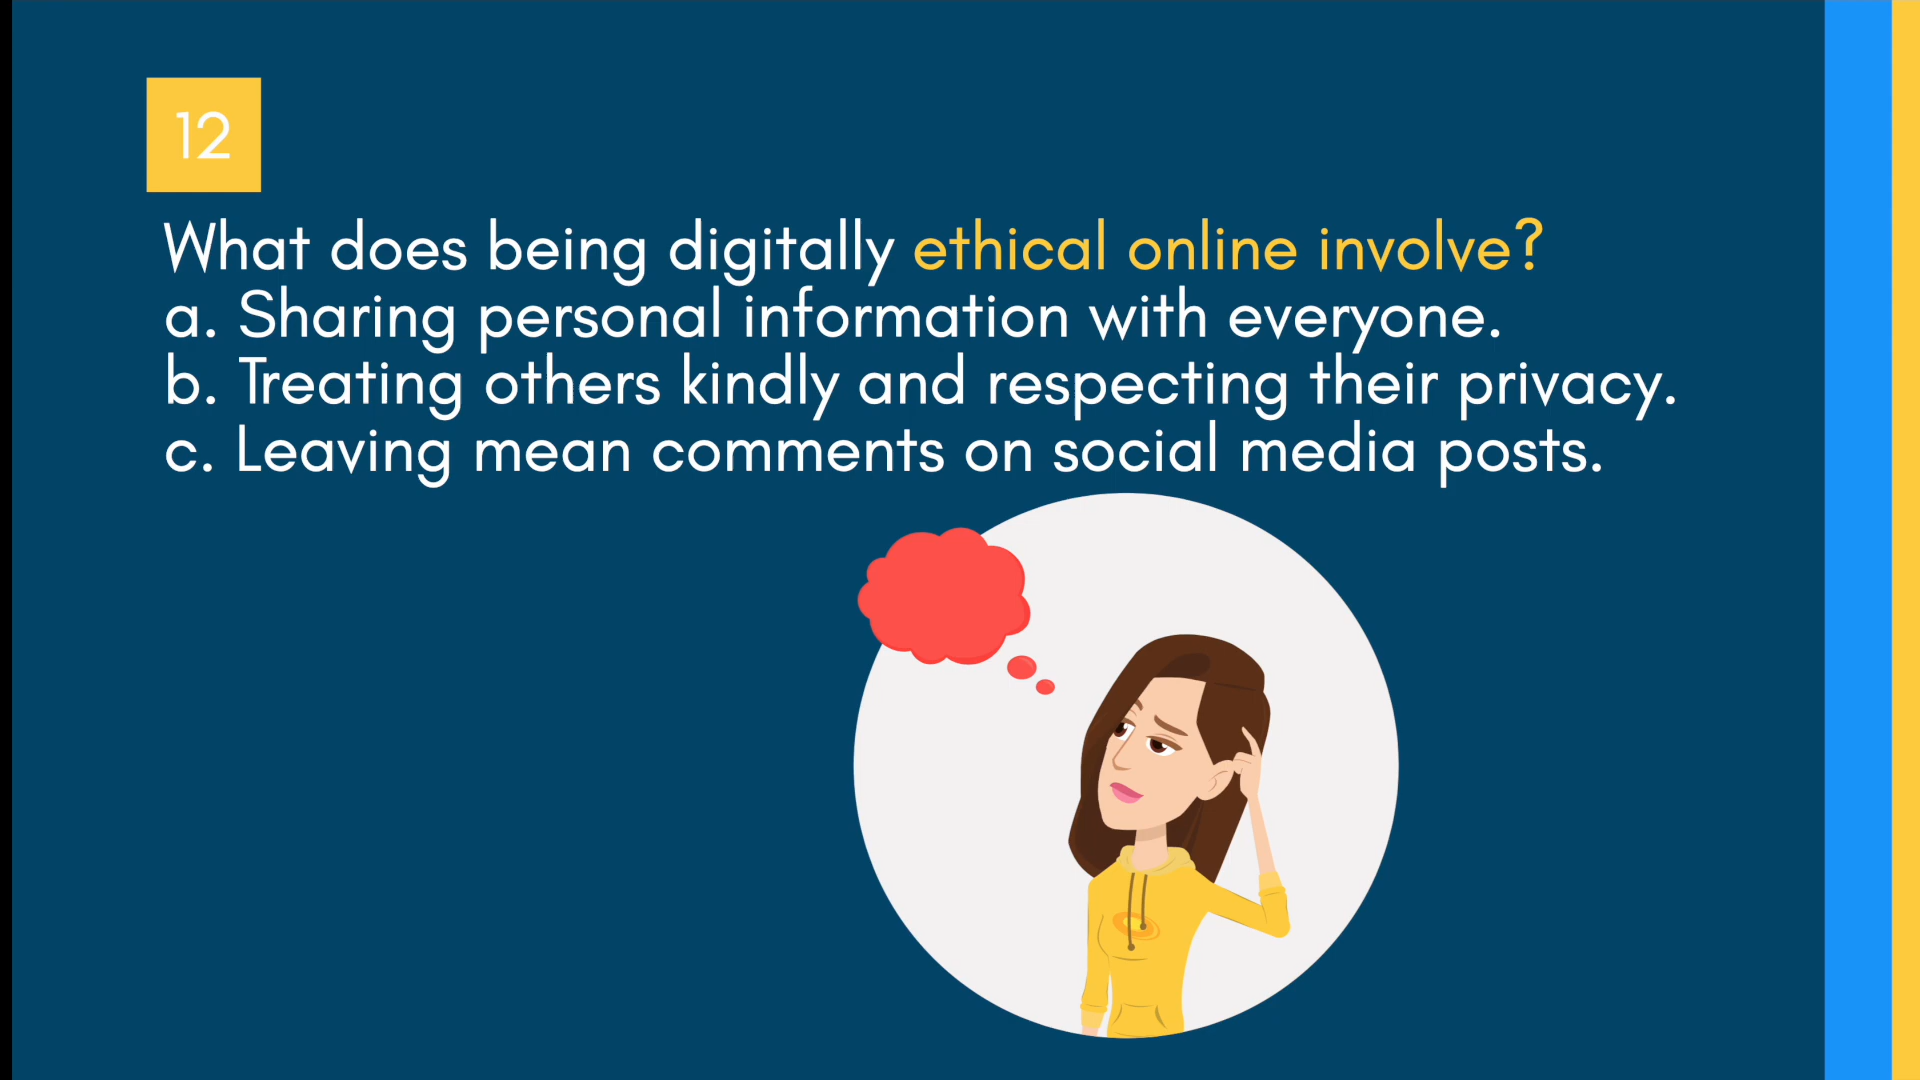 12
What does being digitally ethical online involve?
a. Sharing personal information with everyone.
b. Treating others kindly and respecting their privacy.
c. Leaving mean comments on social media posts.